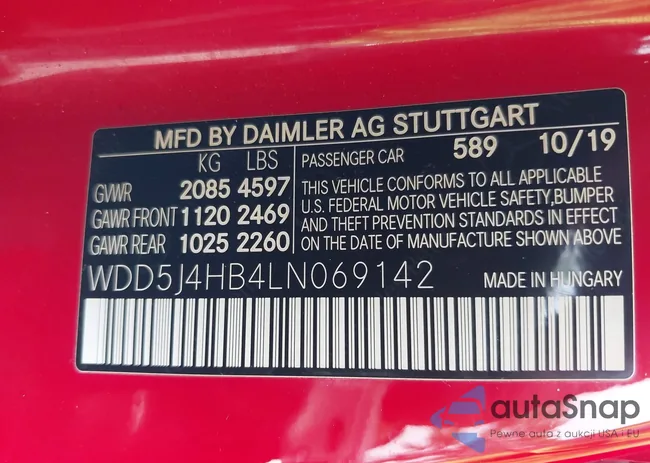 MFD BY DAIMLER AG STUTTGART
KG LBS
GVWR 2085 4597
GAWR FRONT 1120 2469
GAWR REAR 1025 2260
PASSENGER CAR 589 10/19
THIS VEHICLE CONFORMS TO ALL APPLICABLE
U.S. FEDERAL MOTOR VEHICLE SAFETY,BUMPER
AND THEFT PREVENTION STANDARDS IN EFFECT
ON DATE OF MANUFACTURE SHOWN ABOVE
WDD5J4HB4LN069142
MADE IN HUNGARY
autaSnap
Pewne auta z aukcji USA i EU